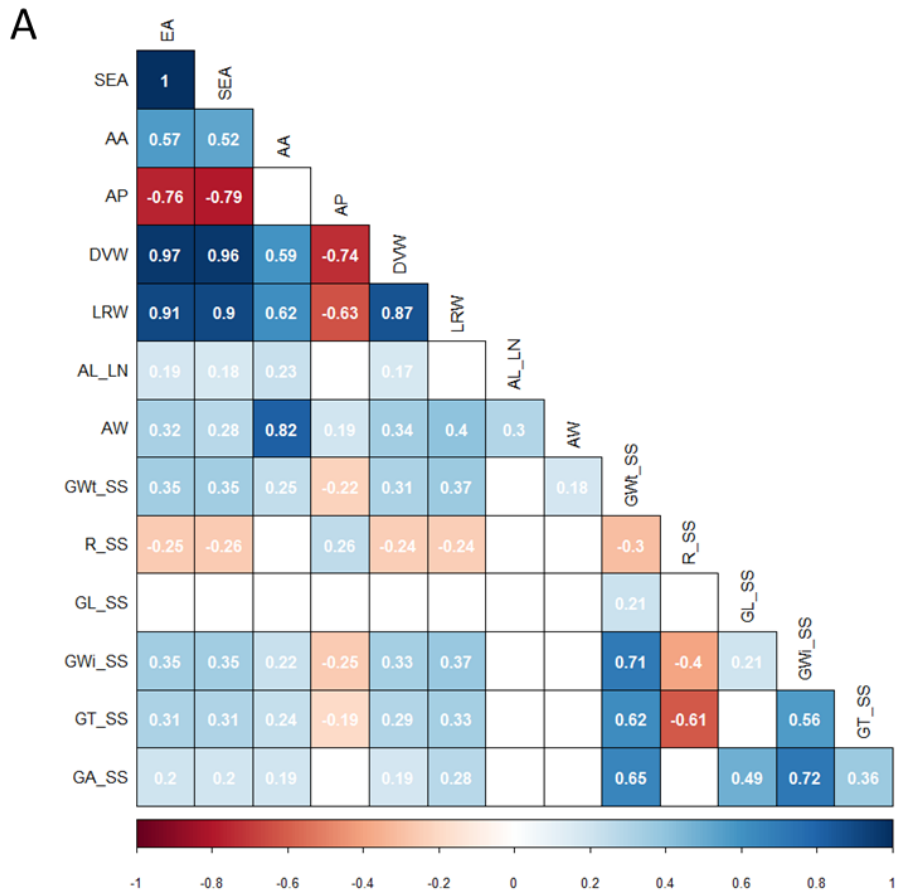 A
EA
SEA 1 SEA
AA 0.57 0.52 AA
AP -0.76 -0.79 AP
DVW 0.97 0.96 0.59 -0.74 DVW
LRW 0.91 0.9 0.62 -0.63 0.87 LRW
AL_LN 0.19 0.18 0.23 0.17 AL_LN
AW 0.32 0.28 0.82 0.19 0.34 0.4 0.3 AW
GWt_SS 0.35 0.35 0.25 -0.22 0.31 0.37 0.18 GWt_SS
R_SS -0.25 -0.26 0.26 -0.24 -0.24 -0.3 R_SS
GL_SS 0.21 GL_SS
GWi_SS 0.35 0.35 0.22 -0.25 0.33 0.37 0.71 -0.4 0.21 GWi_SS
GT_SS 0.31 0.31 0.24 -0.19 0.29 0.33 0.62 -0.61 0.56 GT_SS
GA_SS 0.2 0.2 0.19 0.19 0.28 0.65 0.49 0.72 0.36
-1 -0.8 -0.6 -0.4 -0.2 0 0.2 0.4 0.6 0.8 1